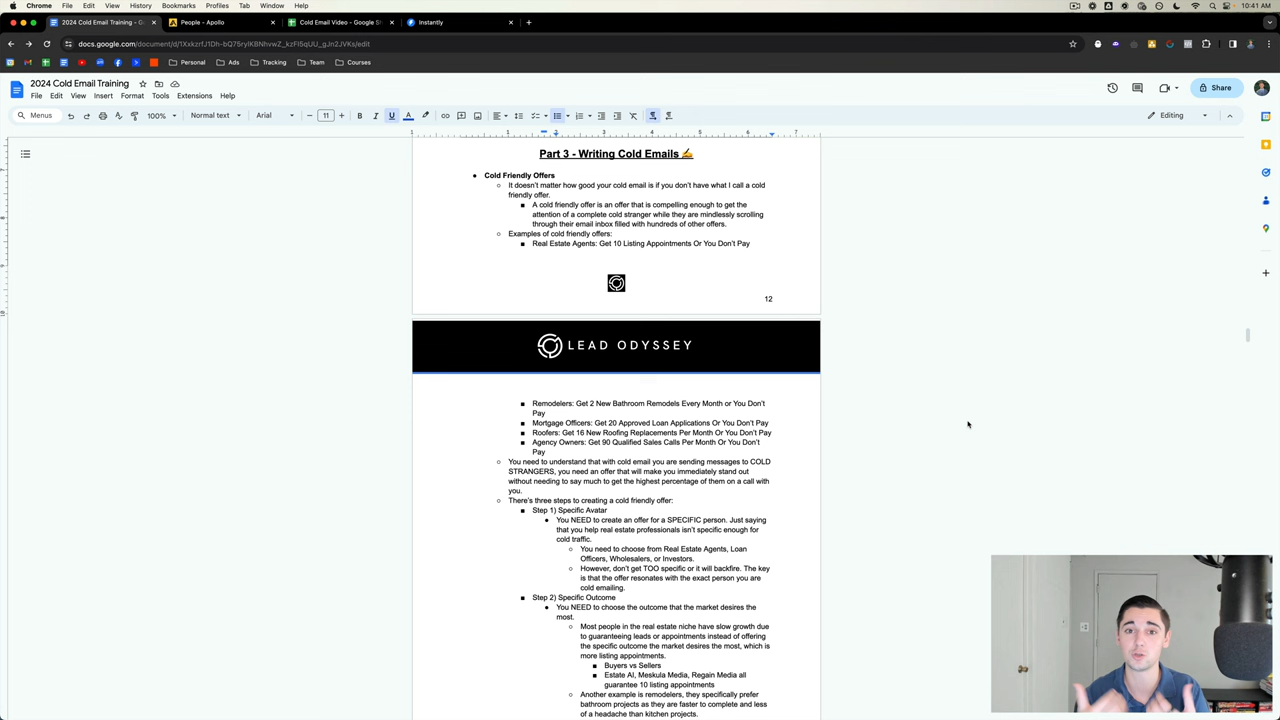 Chrome File Edit View History Bookmarks Profiles Tab Window Help 10:41 AM
2024 Cold Email Training - G People - Apollo Cold Email Video - Google Sh Instantly
docs.google.com/document/d/
Personal Ads Tracking Team Courses
2024 Cold Email Training
File Edit View Insert Format Tools Extensions Help
Share
Menus 100% Normal text Arial 11 B I U A Editing
1 1 2 3 4 5 6 7
Part 3 - Writing Cold Emails ✍️
● Cold Friendly Offers
○ It doesn't matter how good your cold email is if you don't have what I call a cold
friendly offer.
■ A cold friendly offer is an offer that is compelling enough to get the
attention of a complete cold stranger while they are mindlessly scrolling
through their email inbox filled with hundreds of other offers.
○ Examples of cold friendly offers:
■ Real Estate Agents: Get 10 Listing Appointments Or You Don't Pay
12
LEAD ODYSSEY
■ Remodelers: Get 2 New Bathroom Remodels Every Month or You Don't
Pay
■ Mortgage Officers: Get 20 Approved Loan Applications Or You Don't Pay
■ Roofers: Get 16 New Roofing Replacements Per Month Or You Don't Pay
■ Agency Owners: Get 90 Qualified Sales Calls Per Month Or You Don't
Pay
○ You need to understand that with cold email you are sending messages to COLD
STRANGERS, you need an offer that will make you immediately stand out
without needing to say much to get the highest percentage of them on a call with
you.
○ There's three steps to creating a cold friendly offer:
■ Step 1) Specific Avatar
● You NEED to create an offer for a SPECIFIC person. Just saying
that you help real estate professionals isn't specific enough for
cold traffic.
○ You need to choose from Real Estate Agents, Loan
Officers, Wholesalers, or Investors.
○ However, don't get TOO specific or it will backfire. The key
is that the offer resonates with the exact person you are
cold emailing.
■ Step 2) Specific Outcome
● You NEED to choose the outcome that the market desires the
most.
○ Most people in the real estate niche have slow growth due
to guaranteeing leads or appointments instead of offering
the specific outcome the market desires the most, which is
more listing appointments.
■ Buyers vs Sellers
■ Estate AI, Meskula Media, Regain Media all
guarantee 10 listing appointments
○ Another example is remodelers, they specifically prefer
bathroom projects as they are faster to complete and less
of a headache than kitchen projects.